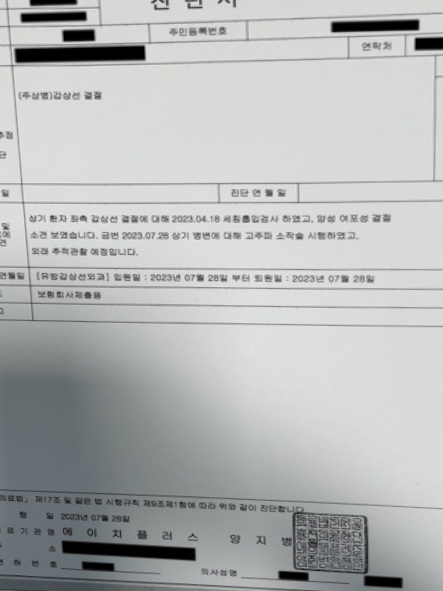 진 단 서
주민등록번호
연락처
(주상병)갑상선 결절
추정
단
일
진단 연 월 일
상기 환자 좌측 갑상선 결절에 대해 2023.04.18 세침흡입검사 하였고, 양성 여포성 결절
및
소견 보였습니다. 금번 2023.07.28 상기 병변에 대해 고주파 소작술 시행하였고,
견
외래 추적관찰 예정입니다.
연월일
[유방갑상선외과] 입원일 : 2023년 07월 28일 부터 퇴원일 : 2023년 07월 28일
보험회사제출용
고
의료법」 제17조 및 같은 법 시행규칙 제9조제1항에 따라 위와 같이 진단합니다.
행 일 2023년 07월 28일
료 기 관 명 에 이 치 플 러 스 양 지 병
소
면 허 번 호
의사성명